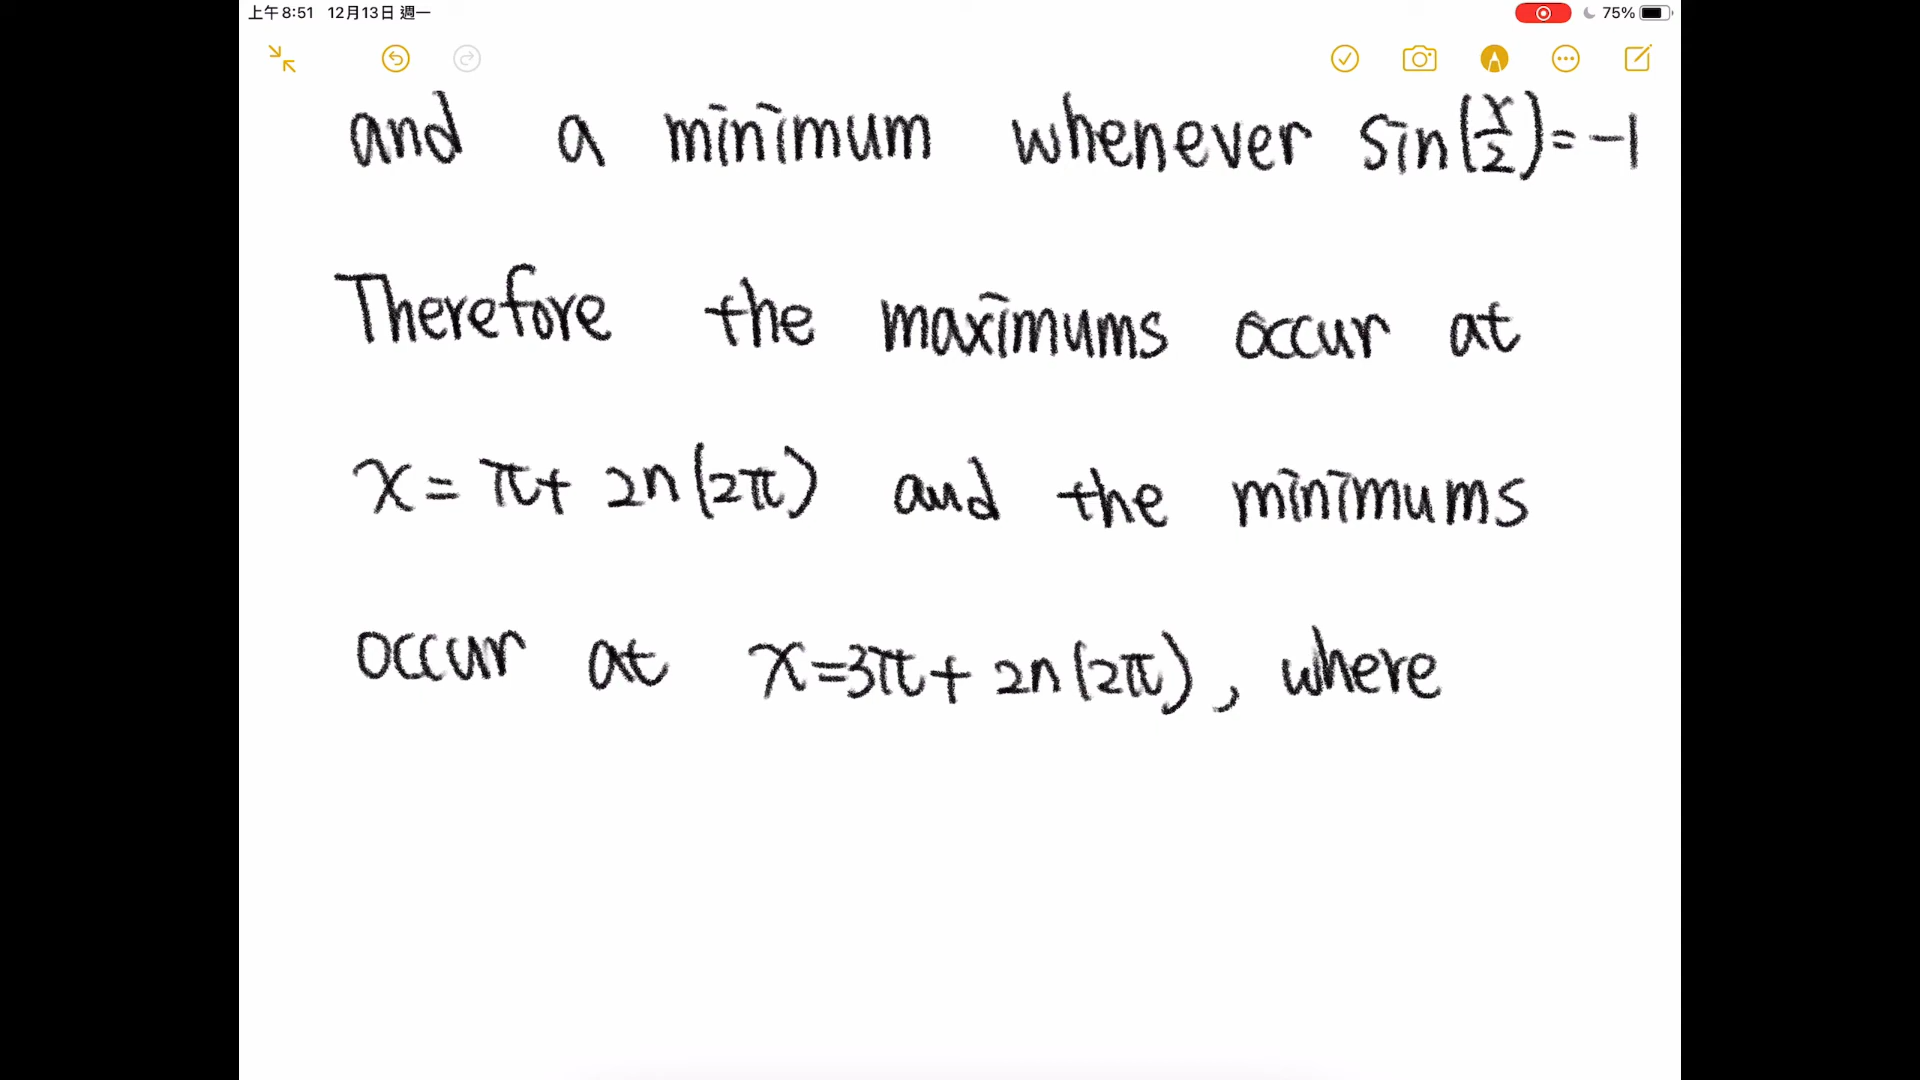 上午8:51 12月13日 週一 75%
and a minimum whenever sin(x/2)=-1
Therefore the maximums occur at
x=π+2n(2π) and the minimums
occur at x=3π+2n(2π), where